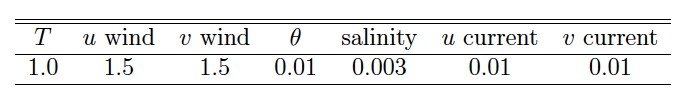 T u wind v wind θ salinity u current v current
1.0 1.5 1.5 0.01 0.003 0.01 0.01